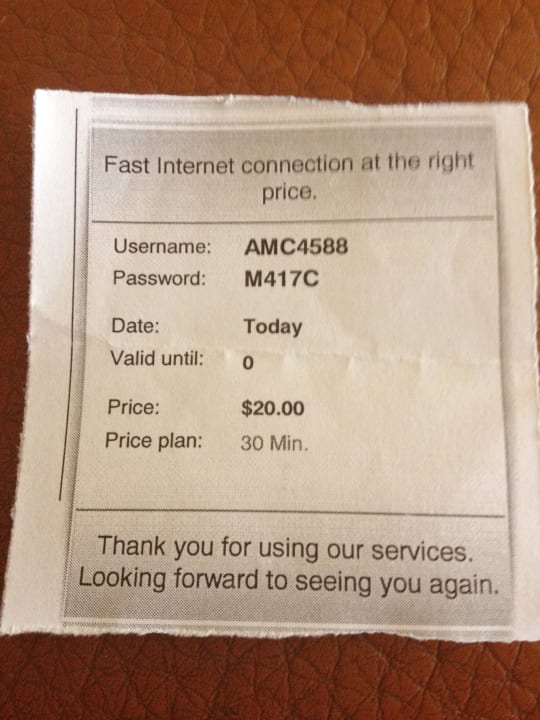 Fast Internet connection at the right
price.
Username: AMC4588
Password: M417C
Date: Today
Valid until: 0
Price: $20.00
Price plan: 30 Min.
Thank you for using our services.
Looking forward to seeing you again.